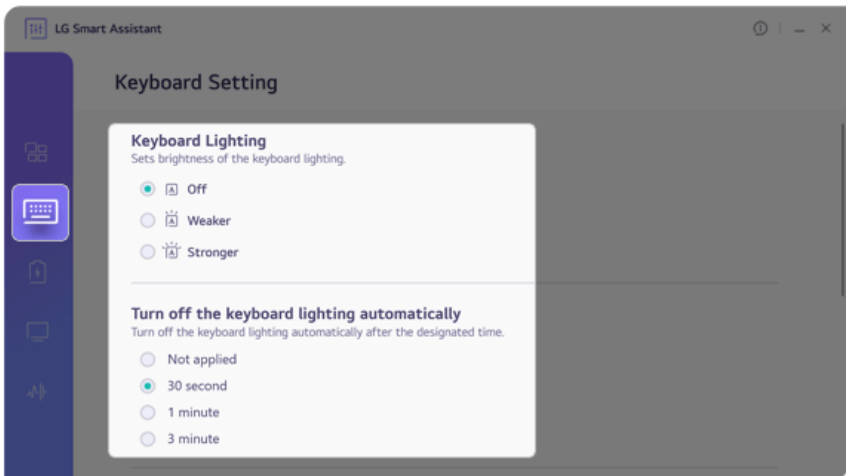 LG Smart Assistant
Keyboard Setting
Keyboard Lighting
Sets brightness of the keyboard lighting.
Off
Weaker
Stronger
Turn off the keyboard lighting automatically
Turn off the keyboard lighting automatically after the designated time.
Not applied
30 second
1 minute
3 minute